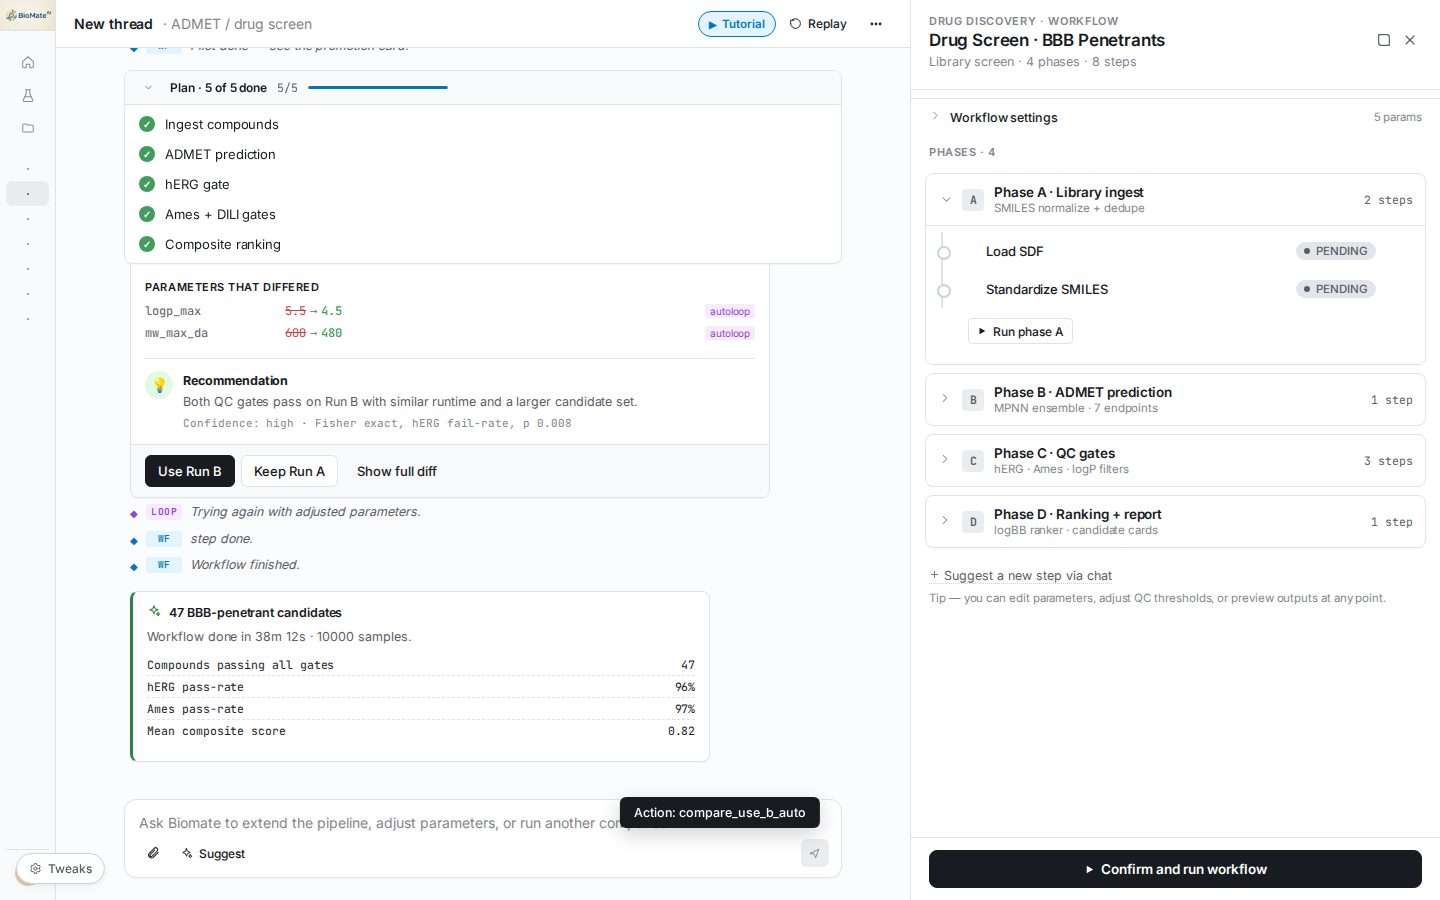 BioMate AI
New thread · ADMET / drug screen
▶ Tutorial
Replay
WF Pilot done — see the promotion card.
Plan · 5 of 5 done 5/5
Ingest compounds
ADMET prediction
hERG gate
Ames + DILI gates
Composite ranking
PARAMETERS THAT DIFFERED
logp_max 5.5 → 4.5 autoloop
mw_max_da 600 → 480 autoloop
Recommendation
Both QC gates pass on Run B with similar runtime and a larger candidate set.
Confidence: high · Fisher exact, hERG fail-rate, p 0.008
Use Run B
Keep Run A
Show full diff
LOOP Trying again with adjusted parameters.
WF step done.
WF Workflow finished.
47 BBB-penetrant candidates
Workflow done in 38m 12s · 10000 samples.
Compounds passing all gates 47
hERG pass-rate 96%
Ames pass-rate 97%
Mean composite score 0.82
Ask Biomate to extend the pipeline, adjust parameters, or run another
Action: compare_use_b_auto
Suggest
Tweaks
DRUG DISCOVERY · WORKFLOW
Drug Screen · BBB Penetrants
Library screen · 4 phases · 8 steps
Workflow settings 5 params
PHASES · 4
A Phase A · Library ingest 2 steps
SMILES normalize + dedupe
Load SDF PENDING
Standardize SMILES PENDING
Run phase A
B Phase B · ADMET prediction 1 step
MPNN ensemble · 7 endpoints
C Phase C · QC gates 3 steps
hERG · Ames · logP filters
D Phase D · Ranking + report 1 step
logBB ranker · candidate cards
+ Suggest a new step via chat
Tip — you can edit parameters, adjust QC thresholds, or preview outputs at any point.
Confirm and run workflow